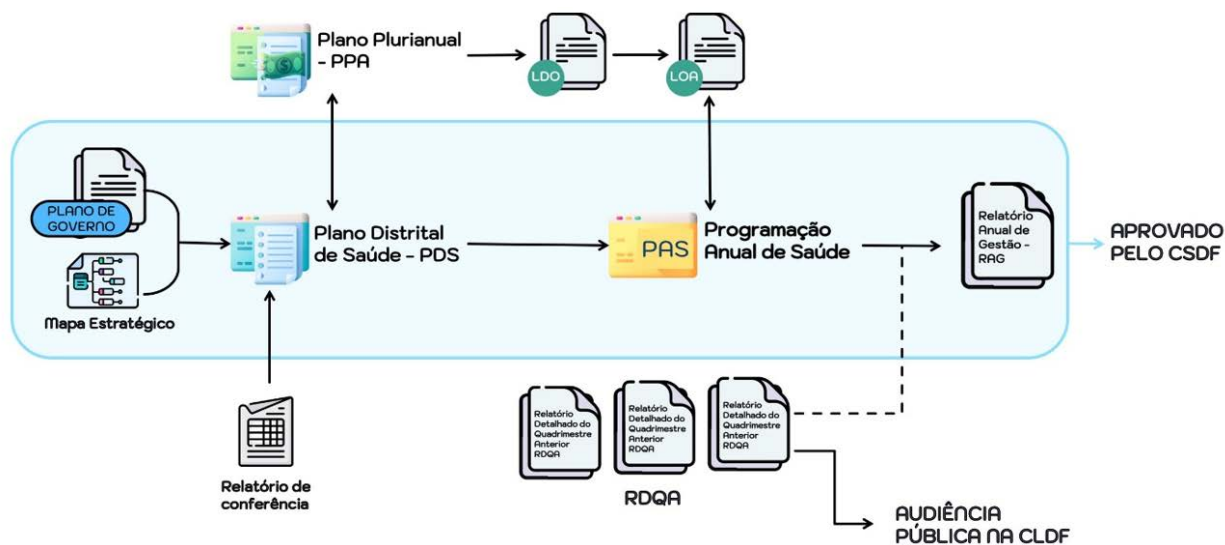 Plano Plurianual
- PPA
LDO
LOA
PLANO DE
GOVERNO
Mapa Estratégico
Plano Distrital
de Saúde - PDS
PAS
Programação
Anual de Saúde
Relatório
Anual de
Gestão -
RAG
APROVADO
PELO CSDF
Relatório de
conferência
Relatório
Detalhado do
Quadrimestre
Anterior
RDQA
Relatório
Detalhado do
Quadrimestre
Anterior
RDQA
Relatório
Detalhado do
Quadrimestre
Anterior
RDQA
RDQA
AUDIÊNCIA
PÚBLICA NA CLDF